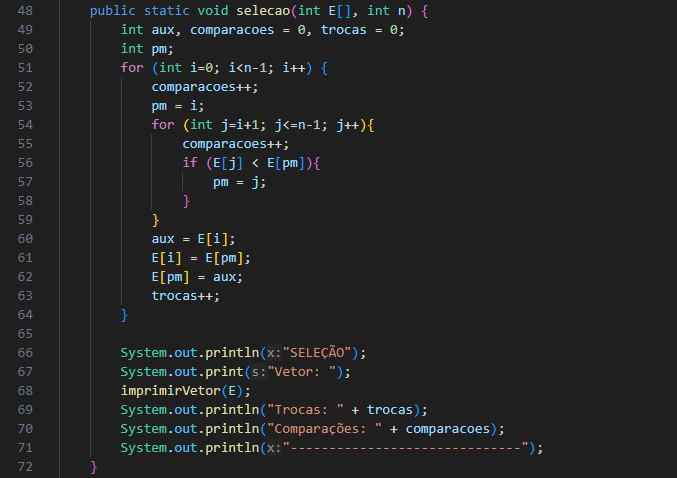 48 public static void selecao(int E[], int n) {
49 int aux, comparacoes = 0, trocas = 0;
50 int pm;
51 for (int i=0; i<n-1; i++) {
52 comparacoes++;
53 pm = i;
54 for (int j=i+1; j<=n-1; j++){
55 comparacoes++;
56 if (E[j] < E[pm]){
57 pm = j;
58 }
59 }
60 aux = E[i];
61 E[i] = E[pm];
62 E[pm] = aux;
63 trocas++;
64 }
65
66 System.out.println(x:"SELEÇÃO");
67 System.out.print(s:"Vetor: ");
68 imprimirVetor(E);
69 System.out.println("Trocas: " + trocas);
70 System.out.println("Comparações: " + comparacoes);
71 System.out.println(x:"------------------------------");
72 }